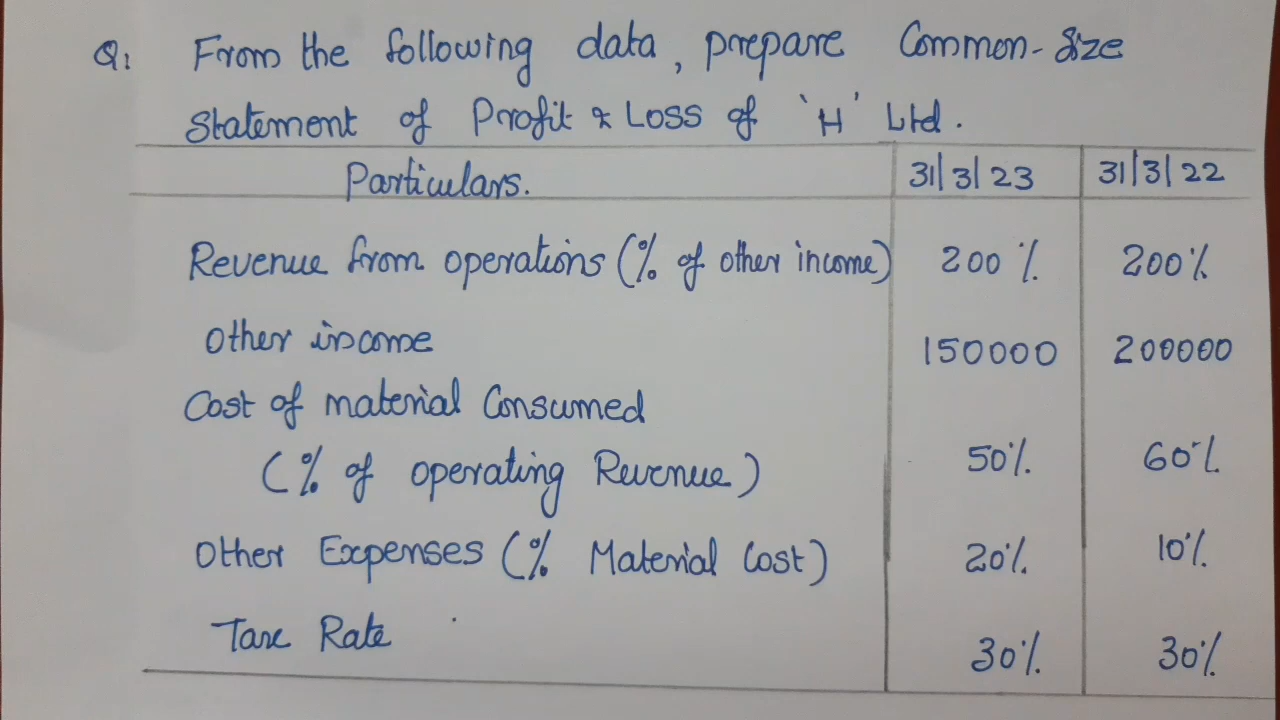 Q: From the following data, prepare Common-Size
Statement of Profit & Loss of 'H' Ltd.
Particulars. 31/3/23 31/3/22
Revenue from operations (% of other income) 200% 200%
Other income 150000 200000
Cost of material Consumed
(% of operating Revenue) 50% 60%
Other Expenses (% Material Cost) 20% 10%
Tax Rate 30% 30%